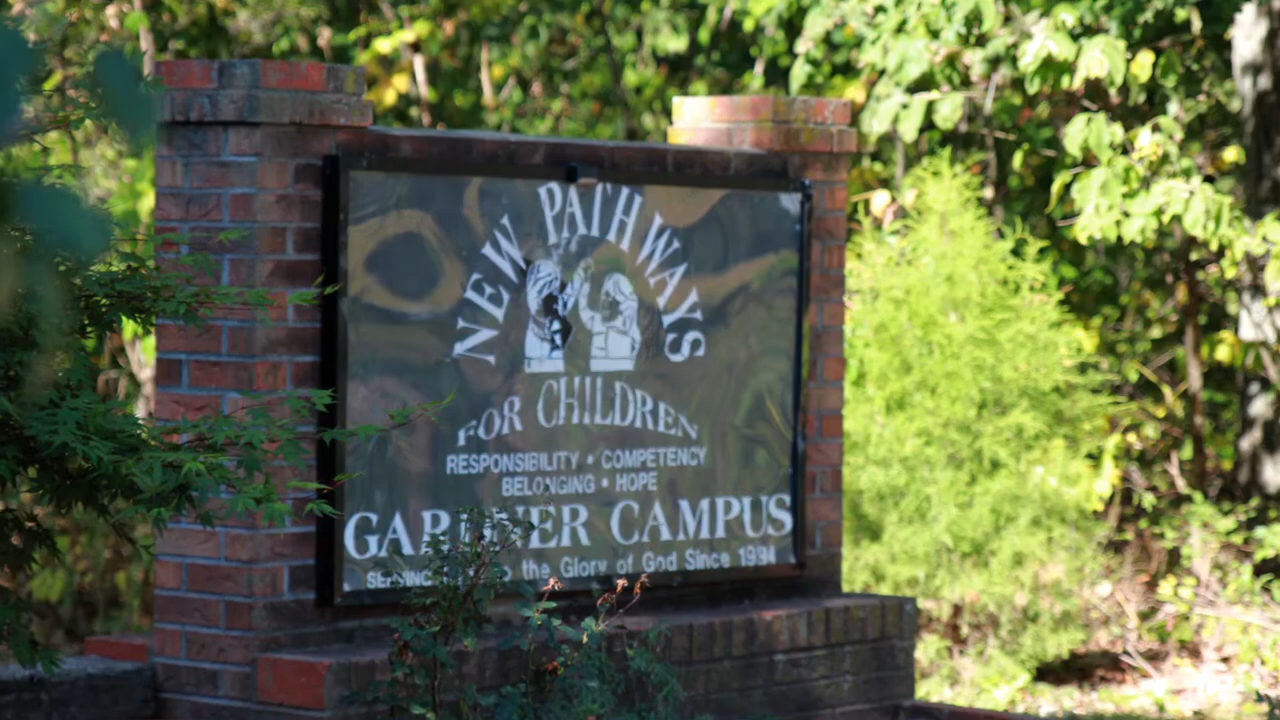 NEW PATHWAYS
FOR CHILDREN
RESPONSIBILITY • COMPETENCY
BELONGING • HOPE
GARDNER CAMPUS
SERVING to the Glory of God Since 1994